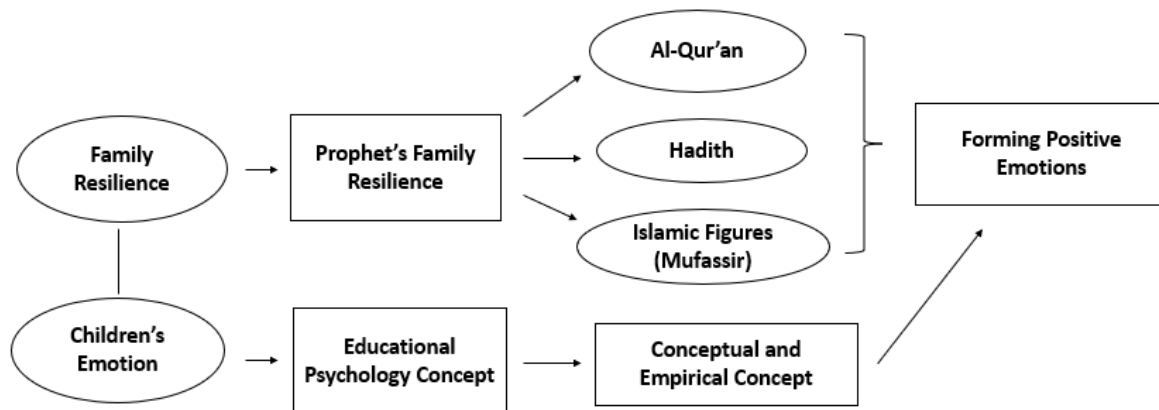 Al-Qur'an
Family
Resilience
Prophet's Family
Resilience
Hadith
Forming Positive
Emotions
Islamic Figures
(Mufassir)
Children's
Emotion
Educational
Psychology Concept
Conceptual and
Empirical Concept